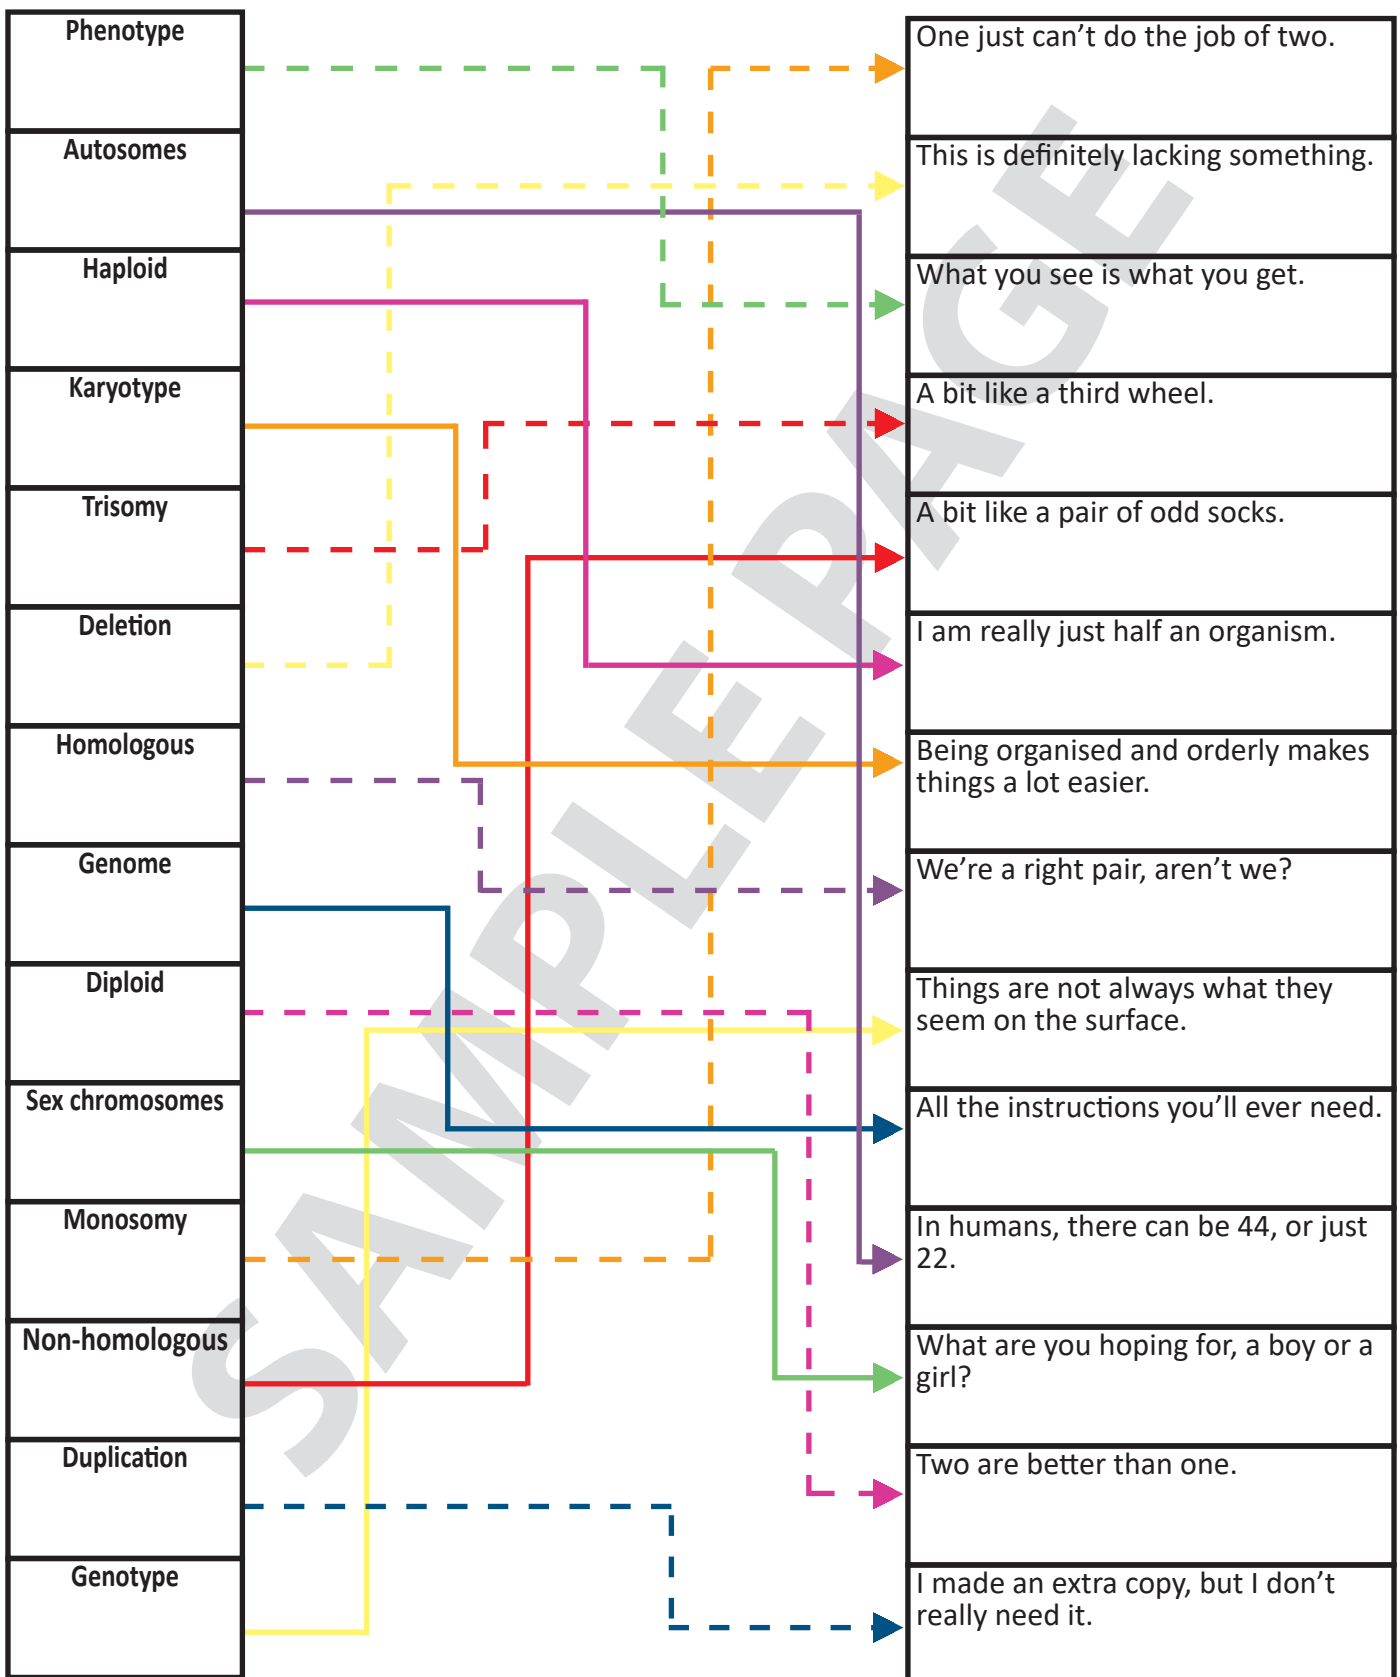 Phenotype
Autosomes
Haploid
Karyotype
Trisomy
Deletion
Homologous
Genome
Diploid
Sex chromosomes
Monosomy
Non-homologous
Duplication
Genotype
One just can’t do the job of two.
This is definitely lacking something.
What you see is what you get.
A bit like a third wheel.
A bit like a pair of odd socks.
I am really just half an organism.
Being organised and orderly makes
things a lot easier.
We’re a right pair, aren’t we?
Things are not always what they
seem on the surface.
All the instructions you’ll ever need.
In humans, there can be 44, or just
22.
What are you hoping for, a boy or a
girl?
Two are better than one.
I made an extra copy, but I don’t
really need it.
SAMPLE PAGE